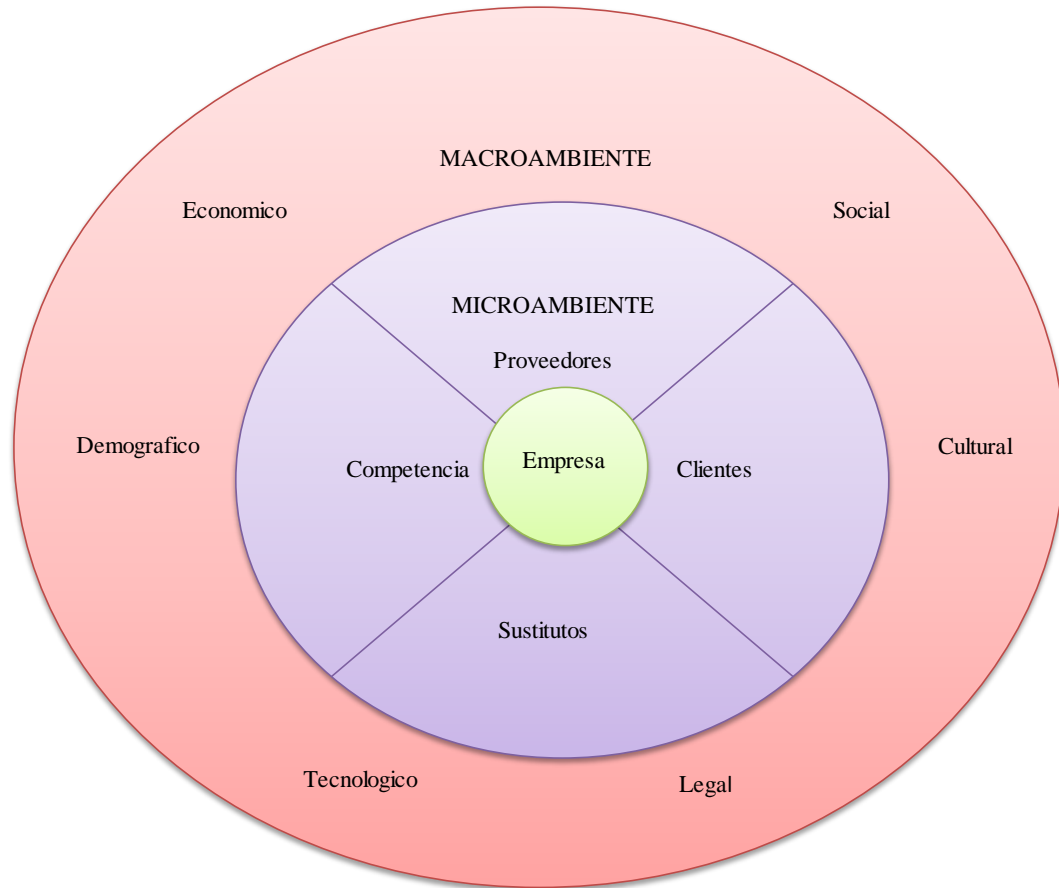 MACROAMBIENTE
Economico
Social
MICROAMBIENTE
Proveedores
Demografico
Competencia
Empresa
Clientes
Cultural
Sustitutos
Tecnologico
Legal